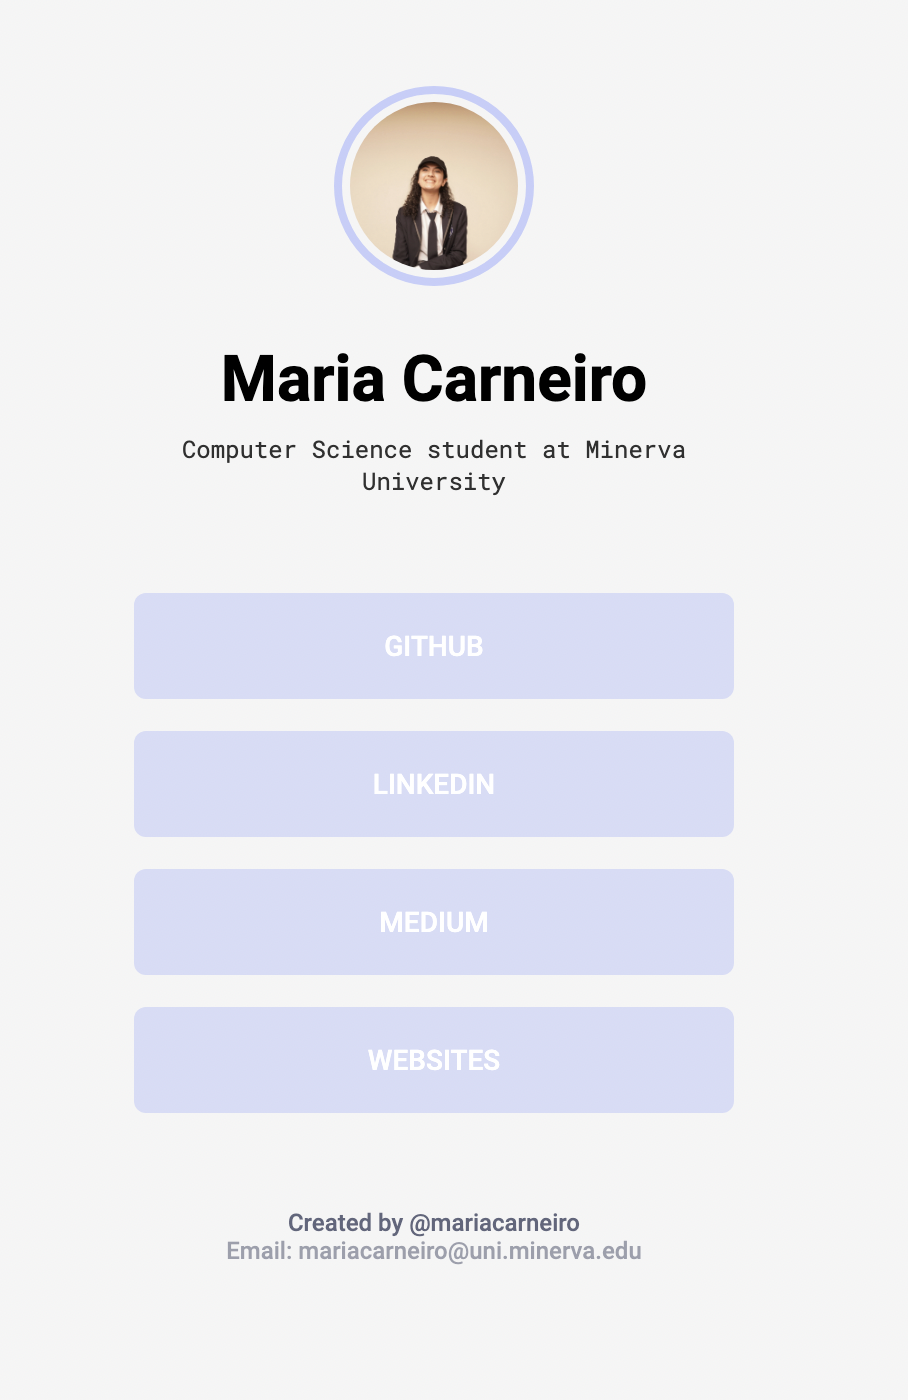 Maria Carneiro
Computer Science student at Minerva
University
GITHUB
LINKEDIN
MEDIUM
WEBSITES
Created by @mariacarneiro
Email: mariacarneiro@uni.minerva.edu